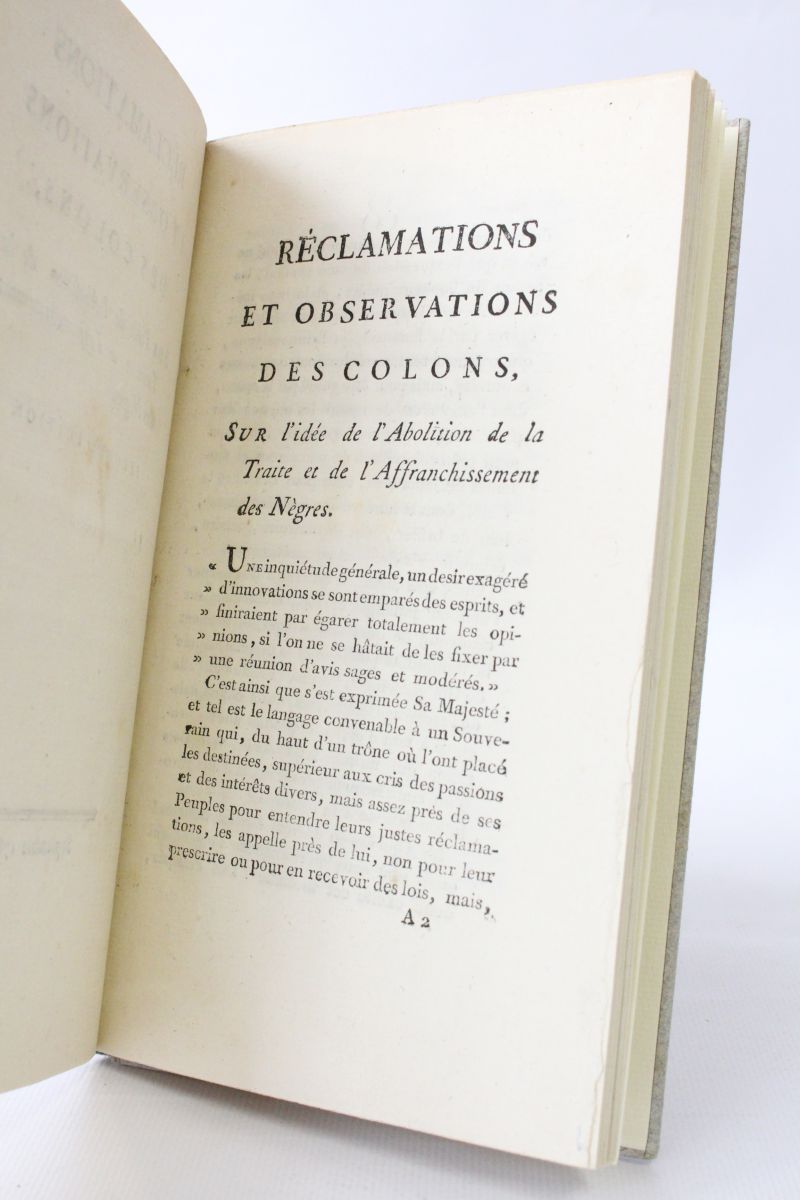 RÉCLAMATIONS
ET OBSERVATIONS
DES COLONS,
SUR l'idée de l'Abolition de la
Traite et de l'Affranchissement
des Nègres.
« UNE inquiétude générale, un desir exagéré
» d'innovations se sont emparés des esprits, et
» finiraient par égarer totalement les opi-
» nions, si l'on ne se hâtait de les fixer par
» une réunion d'avis sages et modérés. »
C'est ainsi que s'est exprimée Sa Majesté ;
et tel est le langage convenable à un Souve-
rain qui, du haut d'un trône où l'ont placé
les destinées, supérieur aux cris des passions
et des intérêts divers, mais assez près de ses
Peuples pour entendre leurs justes réclama-
tions, les appelle près de lui, non pour leur
prescrire ou pour en recevoir des lois, mais,
A 2